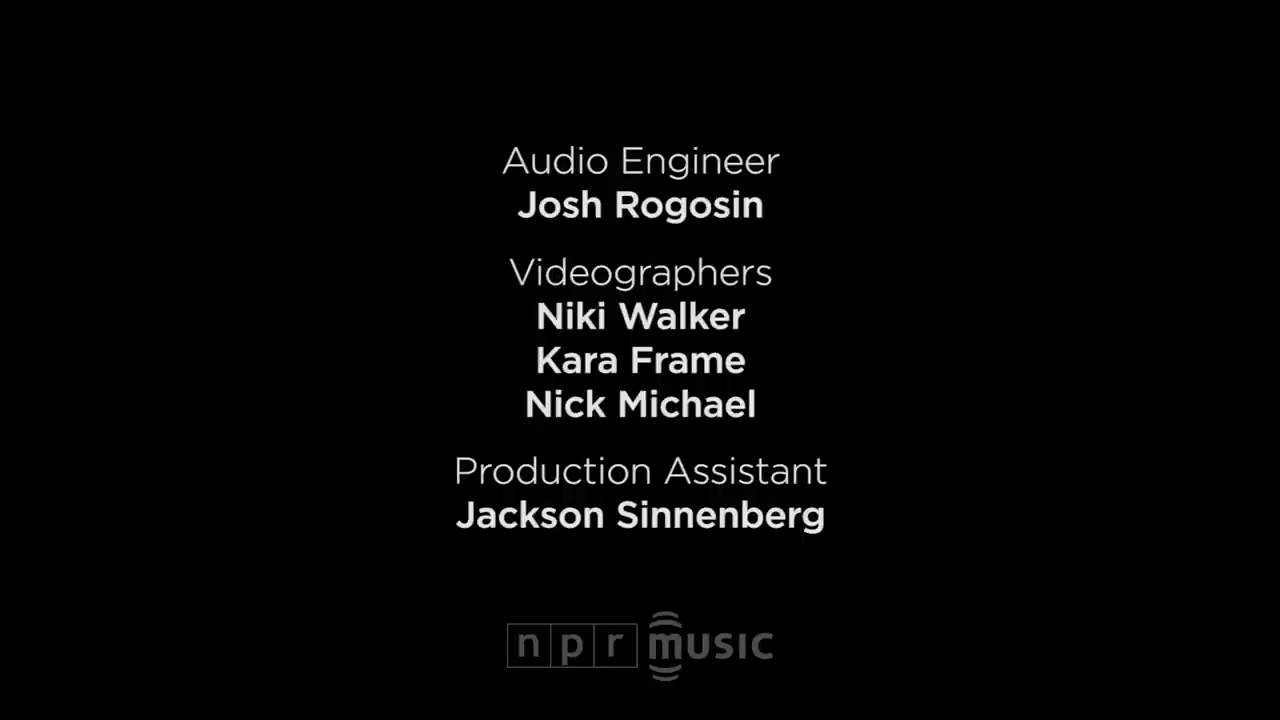 Audio Engineer
Josh Rogosin
Videographers
Niki Walker
Kara Frame
Nick Michael
Production Assistant
Jackson Sinnenberg
npr music